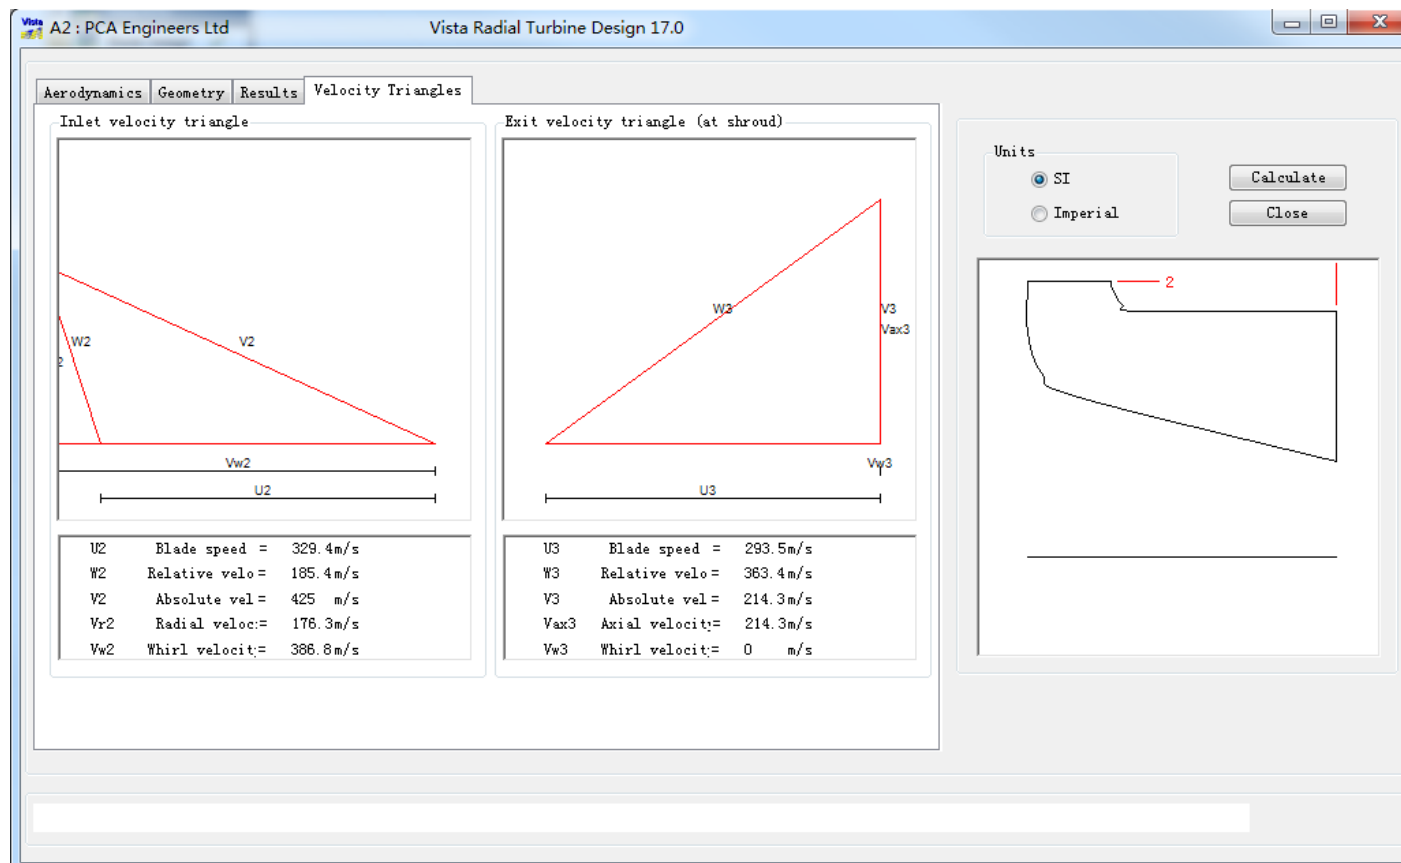 Vista A2 : PCA Engineers Ltd Vista Radial Turbine Design 17.0
Aerodynamics Geometry Results Velocity Triangles
Inlet velocity triangle
W2
V2
2
Vw2
U2
U2 Blade speed = 329.4m/s
W2 Relative velo= 185.4m/s
V2 Absolute vel= 425 m/s
Vr2 Radial veloc:= 176.3m/s
Vw2 Whirl velocit;= 386.8m/s
Exit velocity triangle (at shroud)
W3
V3
Vax3
Vw3
U3
U3 Blade speed = 293.5m/s
W3 Relative velo= 363.4m/s
V3 Absolute vel= 214.3m/s
Vax3 Axial velocity= 214.3m/s
Vw3 Whirl velocit;= 0 m/s
Units
SI
Imperial
Calculate
Close
2